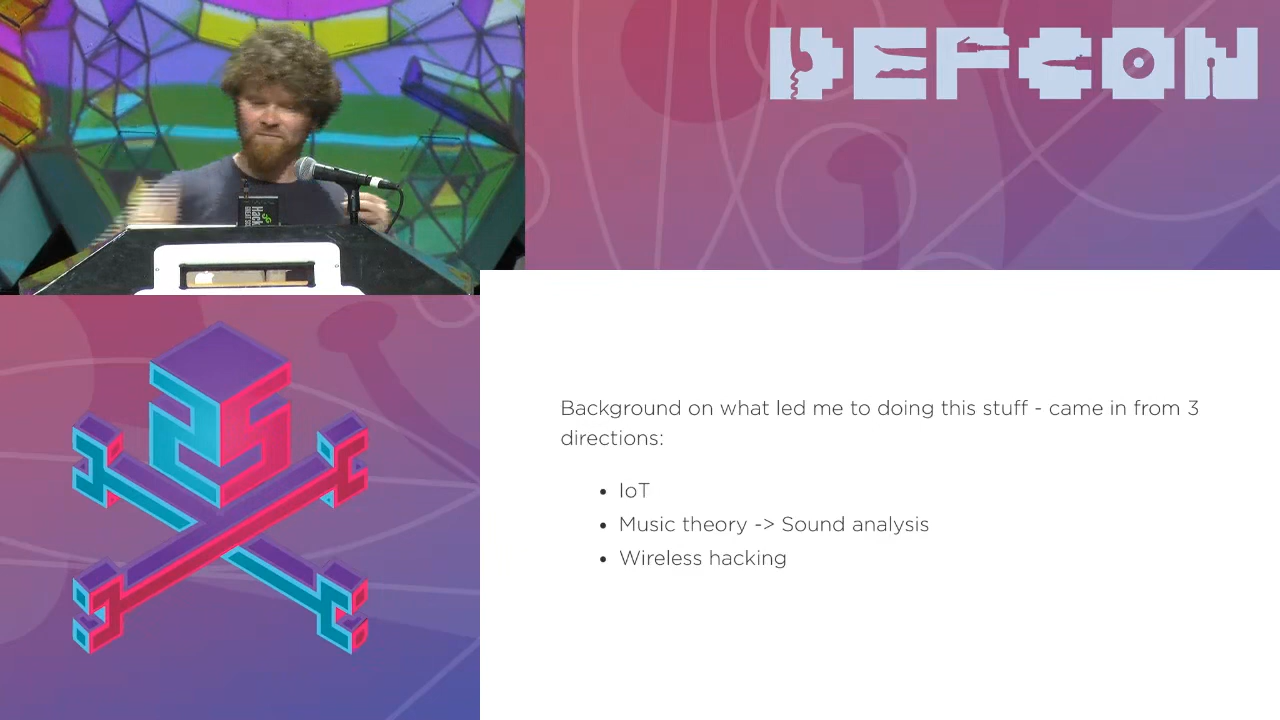 DEFCON
Background on what led me to doing this stuff - came in from 3
directions:
• IoT
• Music theory -> Sound analysis
• Wireless hacking